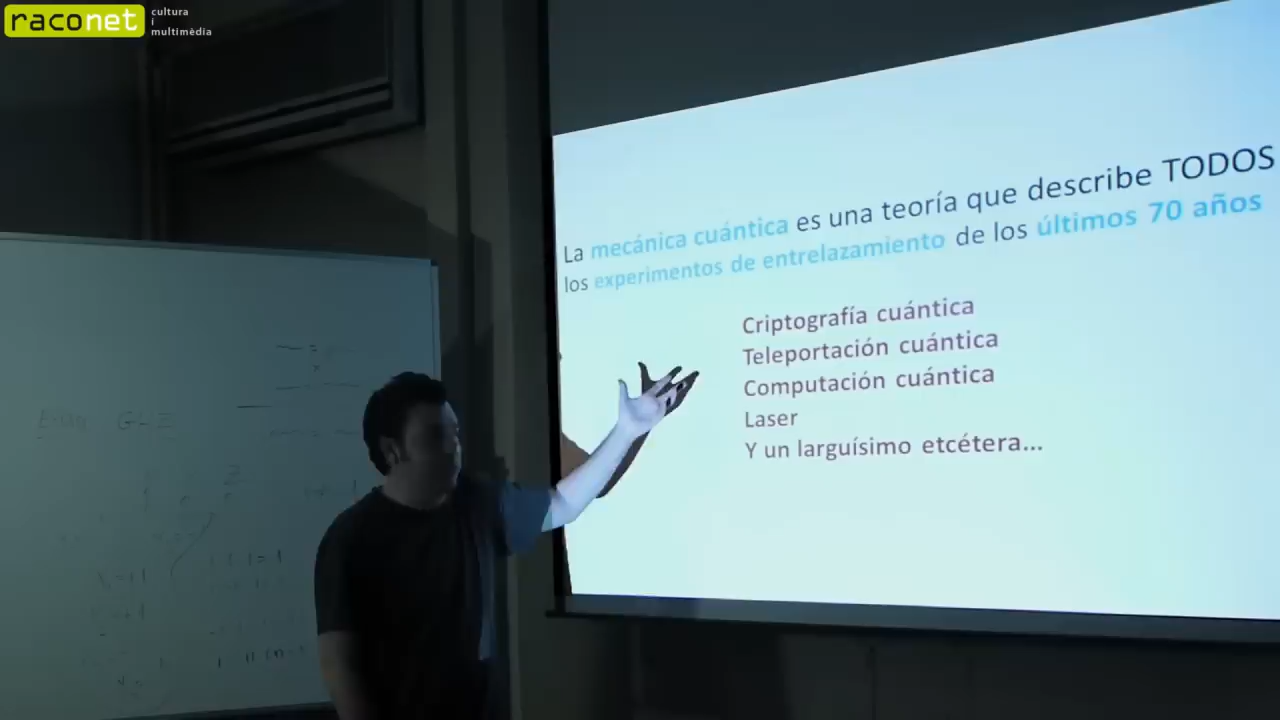 raconet
cultura
i
multimèdia
La mecánica cuántica es una teoría que describe TODOS
los experimentos de entrelazamiento de los últimos 70 años
Criptografía cuántica
Teleportación cuántica
Computación cuántica
Laser
Y un larguísimo etcétera...